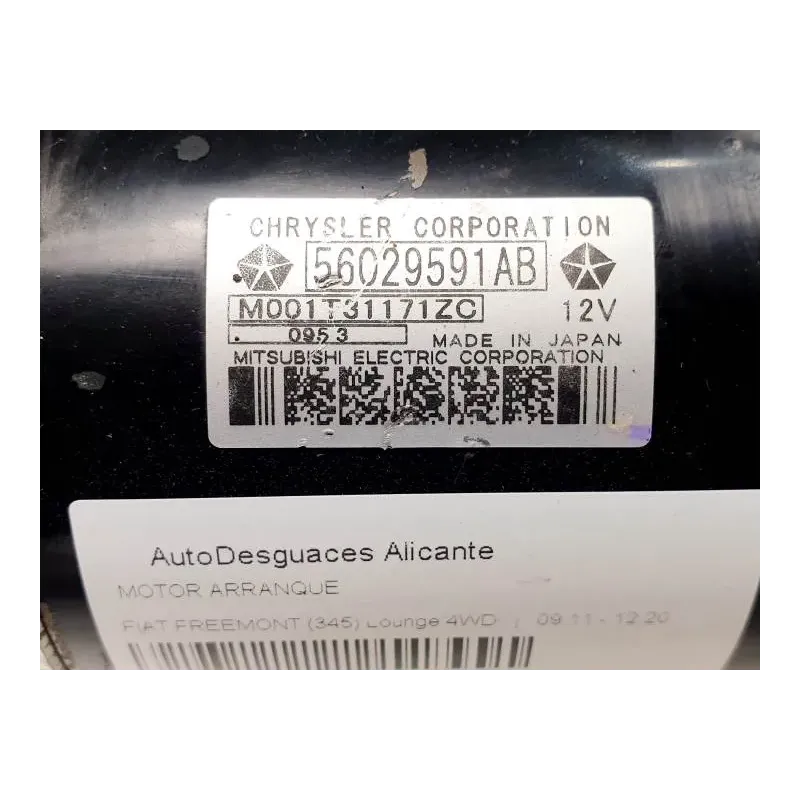 CHRYSLER CORPORATION
56029591AB
M001T31171ZC 12V
. 0953 MADE IN JAPAN
MITSUBISHI ELECTRIC CORPORATION
AutoDesguaces Alicante
MOTOR ARRANQUE
FIAT FREEMONT (345) Lounge 4WD | 09.11 - 12.20